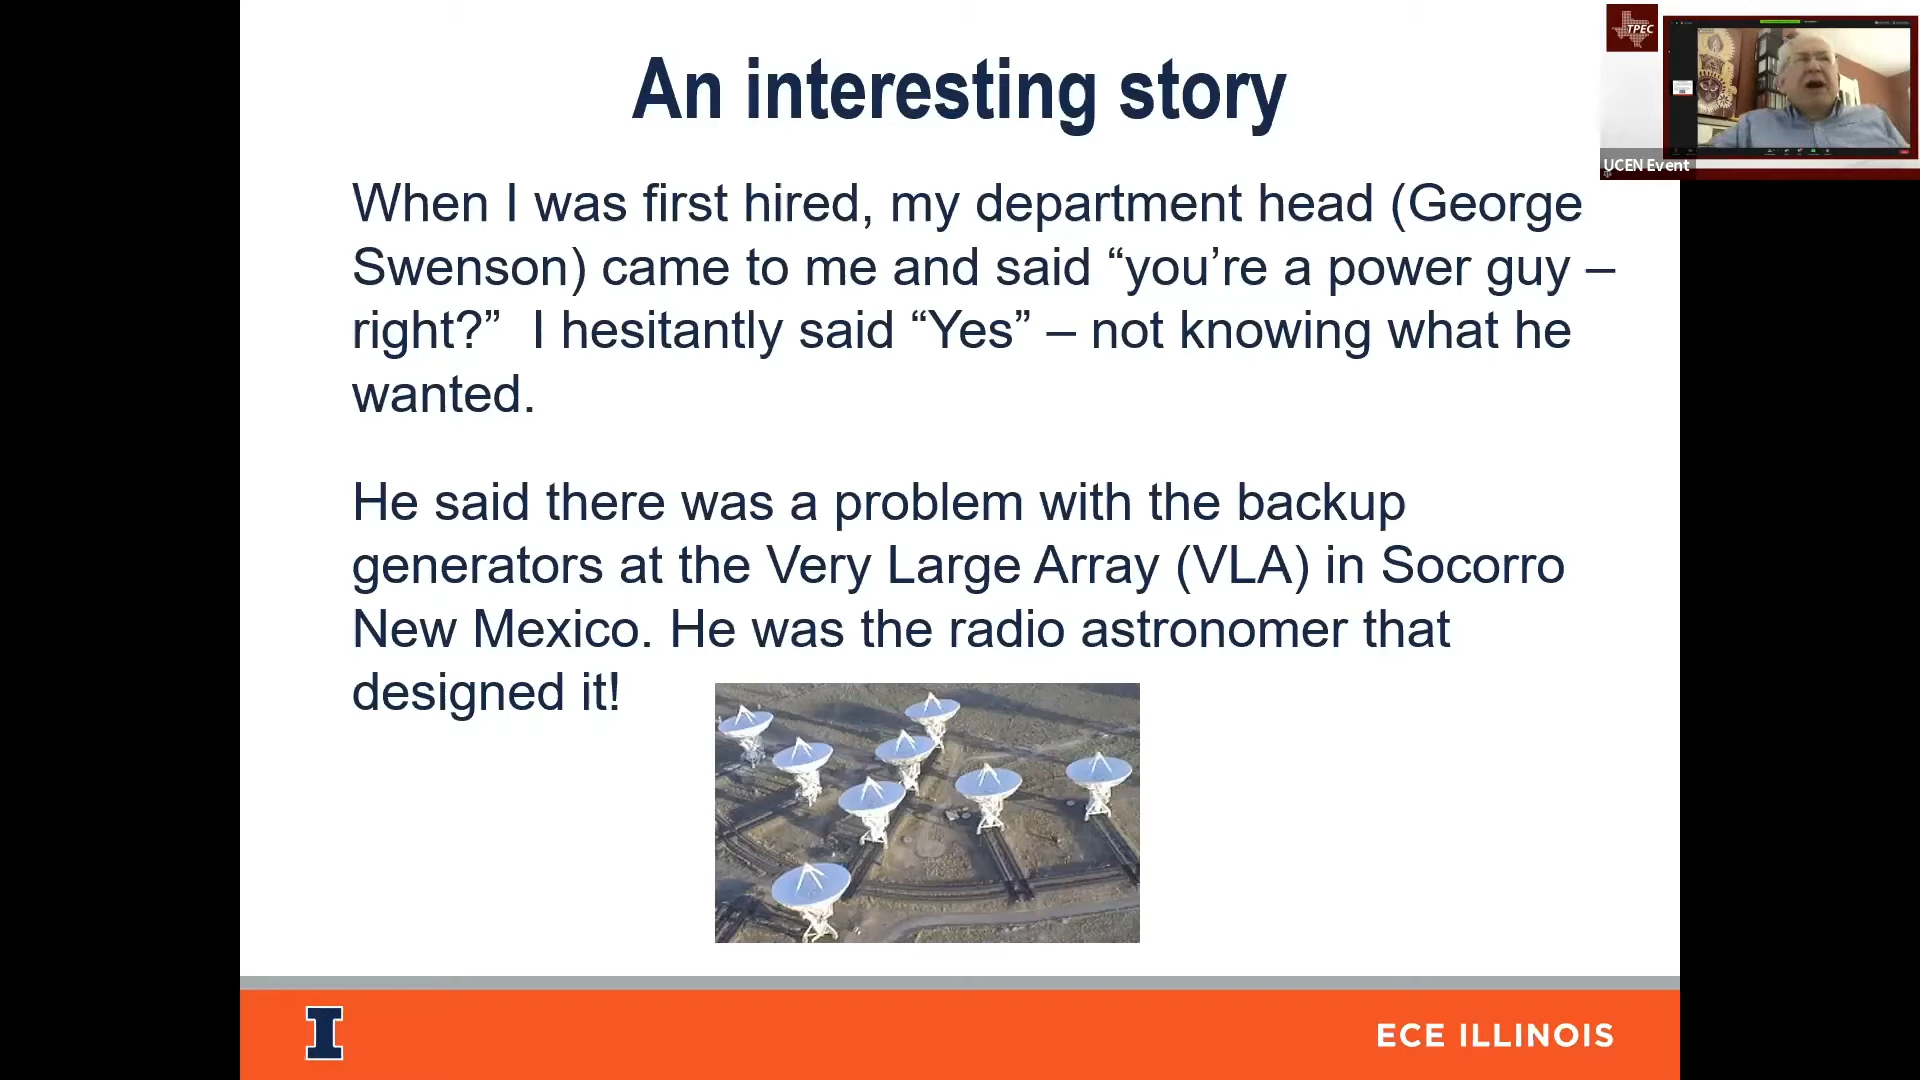 An interesting story
TPEC
UCEN Event
When I was first hired, my department head (George
Swenson) came to me and said “you’re a power guy –
right?”  I hesitantly said “Yes” – not knowing what he
wanted.
He said there was a problem with the backup
generators at the Very Large Array (VLA) in Socorro
New Mexico. He was the radio astronomer that
designed it!
I
ECE ILLINOIS